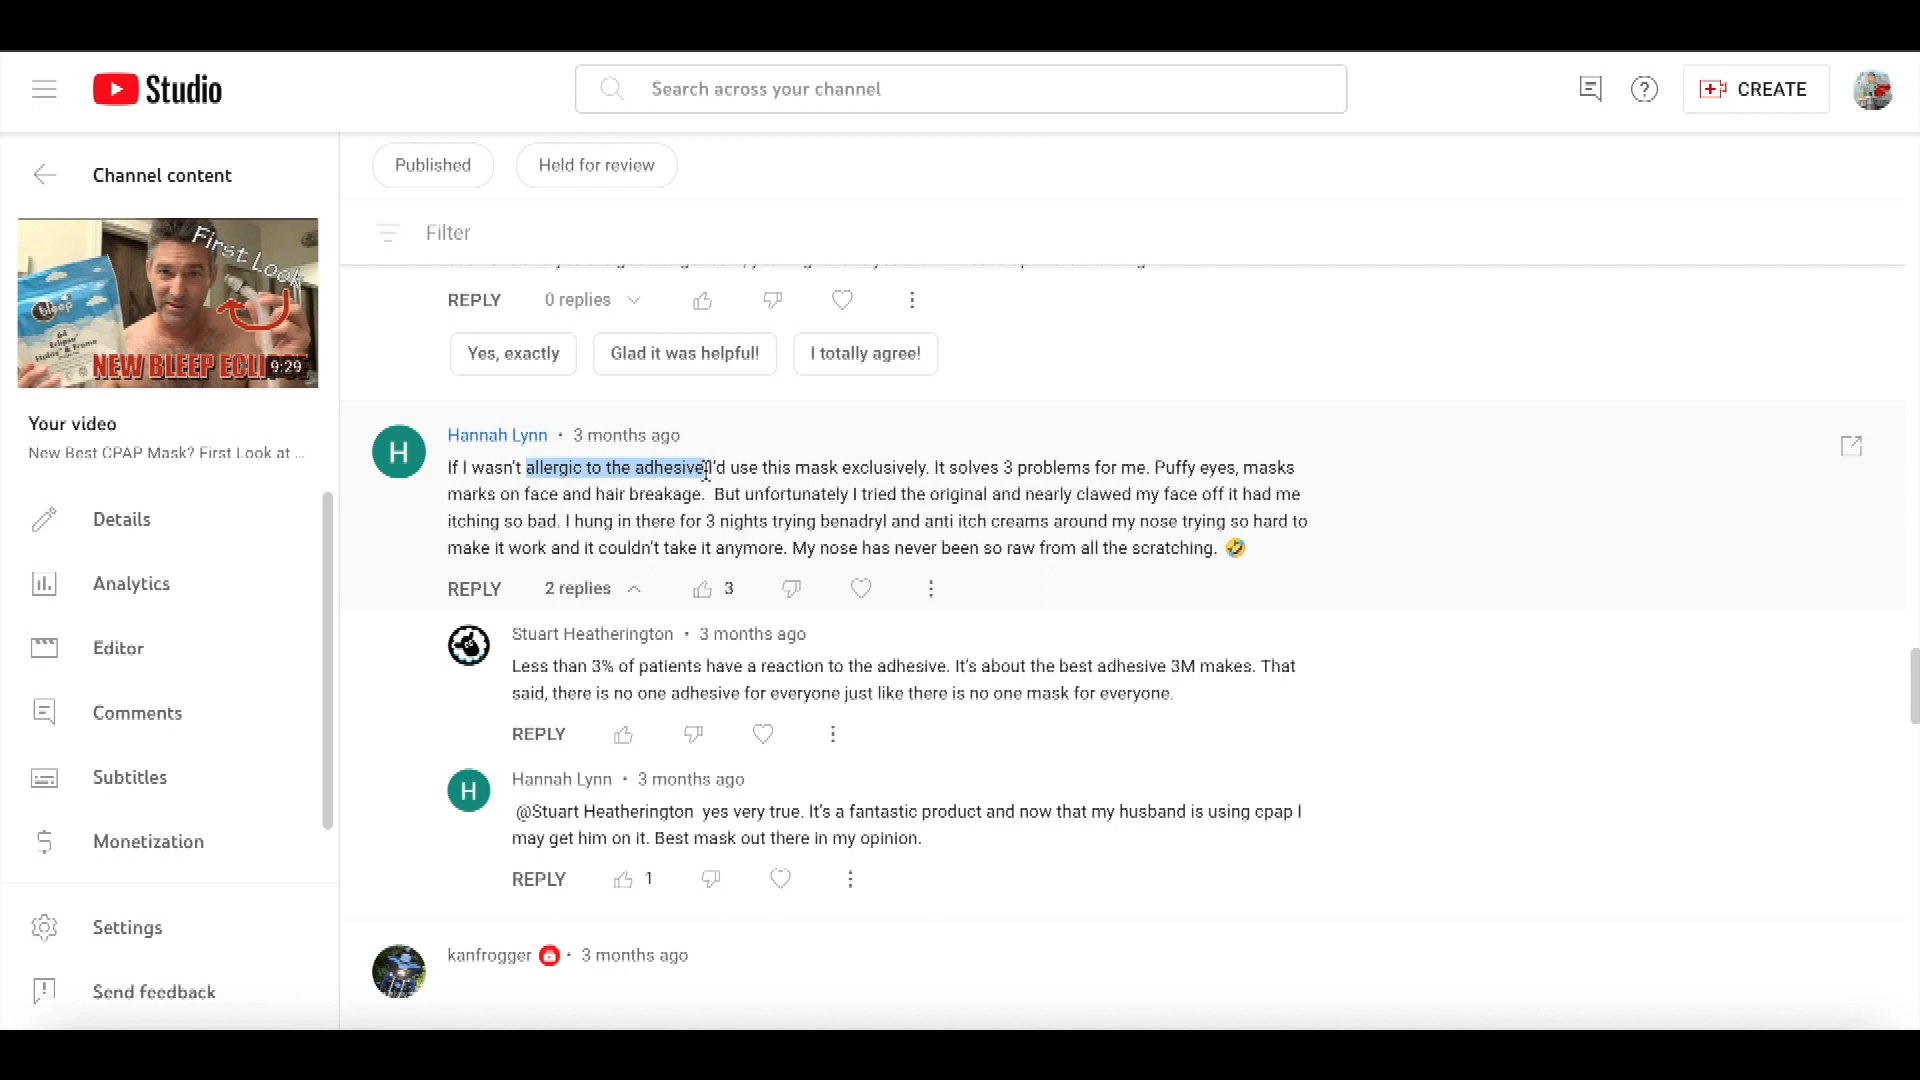 Studio
Search across your channel
CREATE
Channel content
First Look
bleep
64
Eclipse
Halos & Frame
NEW BLEEP ECLIPSE
9:29
Your video
New Best CPAP Mask? First Look at ...
Details
Analytics
Editor
Comments
Subtitles
Monetization
Settings
Send feedback
Published
Held for review
Filter
REPLY 0 replies
Yes, exactly
Glad it was helpful!
I totally agree!
H
Hannah Lynn • 3 months ago
If I wasn't allergic to the adhesive I'd use this mask exclusively. It solves 3 problems for me. Puffy eyes, masks
marks on face and hair breakage. But unfortunately I tried the original and nearly clawed my face off it had me
itching so bad. I hung in there for 3 nights trying benadryl and anti itch creams around my nose trying so hard to
make it work and it couldn't take it anymore. My nose has never been so raw from all the scratching. 🤣
REPLY 2 replies 3
Stuart Heatherington • 3 months ago
Less than 3% of patients have a reaction to the adhesive. It's about the best adhesive 3M makes. That
said, there is no one adhesive for everyone just like there is no one mask for everyone.
REPLY
H
Hannah Lynn • 3 months ago
@Stuart Heatherington yes very true. It's a fantastic product and now that my husband is using cpap I
may get him on it. Best mask out there in my opinion.
REPLY 1
kanfrogger • 3 months ago